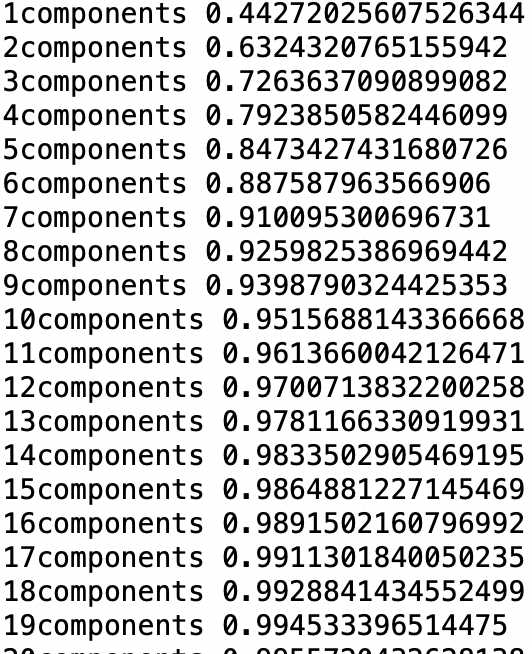 1components 0.44272025607526344
2components 0.6324320765155942
3components 0.7263637090899082
4components 0.7923850582446099
5components 0.8473427431680726
6components 0.887587963566906
7components 0.910095300696731
8components 0.9259825386969442
9components 0.9398790324425353
10components 0.9515688143366668
11components 0.9613660042126471
12components 0.9700713832200258
13components 0.9781166330919931
14components 0.9833502905469195
15components 0.9864881227145469
16components 0.9891502160796992
17components 0.9911301840050235
18components 0.9928841434552499
19components 0.994533396514475